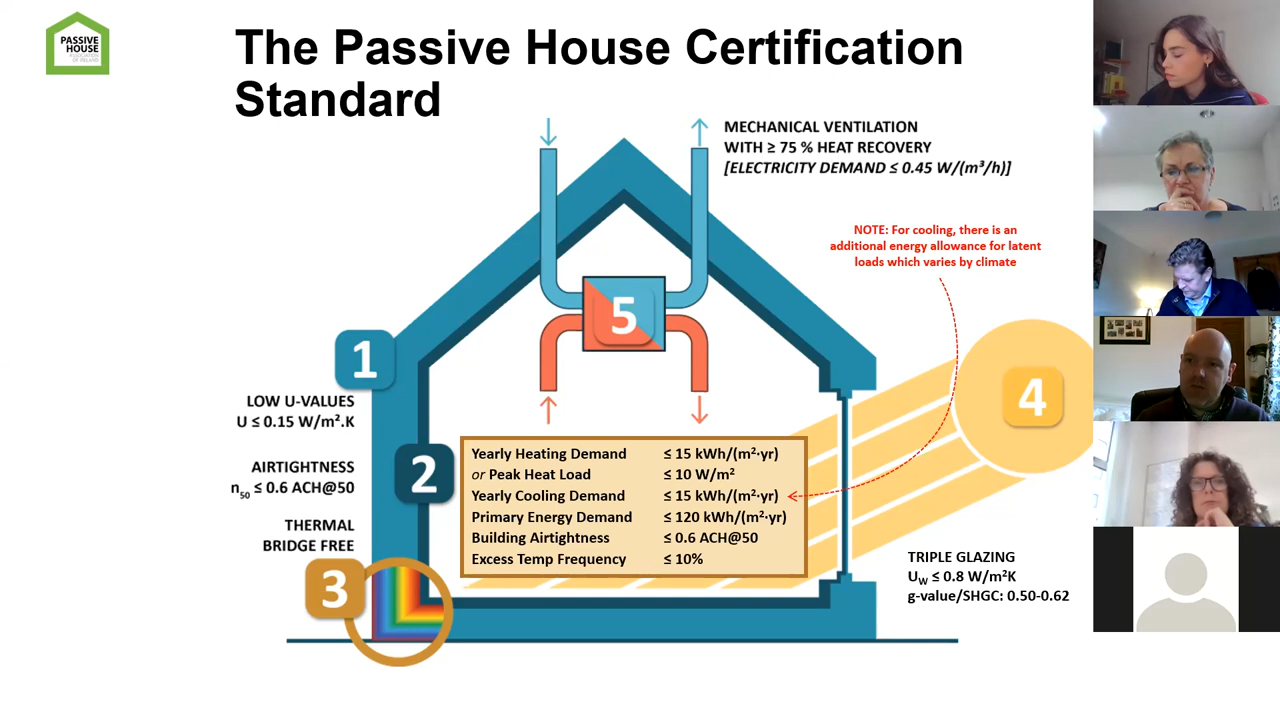 PASSIVE
HOUSE
ASSOCIATION
OF IRELAND
The Passive House Certification
Standard
MECHANICAL VENTILATION
WITH ≥ 75 % HEAT RECOVERY
[ELECTRICITY DEMAND ≤ 0.45 W/(m³/h)]
NOTE: For cooling, there is an
additional energy allowance for latent
loads which varies by climate
5
1
LOW U-VALUES
U ≤ 0.15 W/m².K
4
2
AIRTIGHTNESS
n50 ≤ 0.6 ACH@50
THERMAL
BRIDGE FREE
3
Yearly Heating Demand ≤ 15 kWh/(m²·yr)
or Peak Heat Load ≤ 10 W/m²
Yearly Cooling Demand ≤ 15 kWh/(m²·yr)
Primary Energy Demand ≤ 120 kWh/(m²·yr)
Building Airtightness ≤ 0.6 ACH@50
Excess Temp Frequency ≤ 10%
TRIPLE GLAZING
UW ≤ 0.8 W/m²K
g-value/SHGC: 0.50-0.62